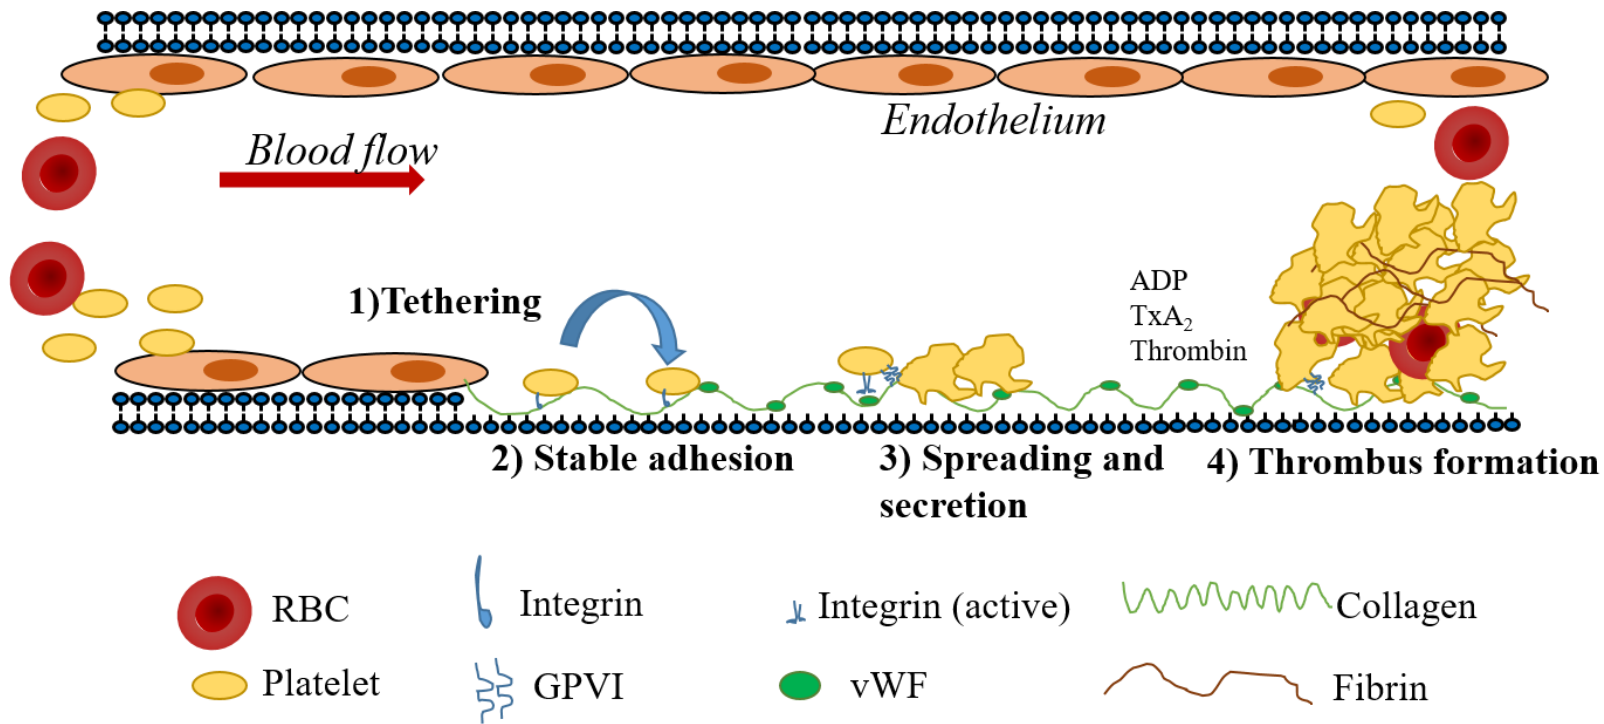 Endothelium
Blood flow
1)Tethering
ADP
TxA₂
Thrombin
2) Stable adhesion
3) Spreading and
secretion
4) Thrombus formation
RBC
Integrin
Integrin (active)
Collagen
Platelet
GPVI
vWF
Fibrin